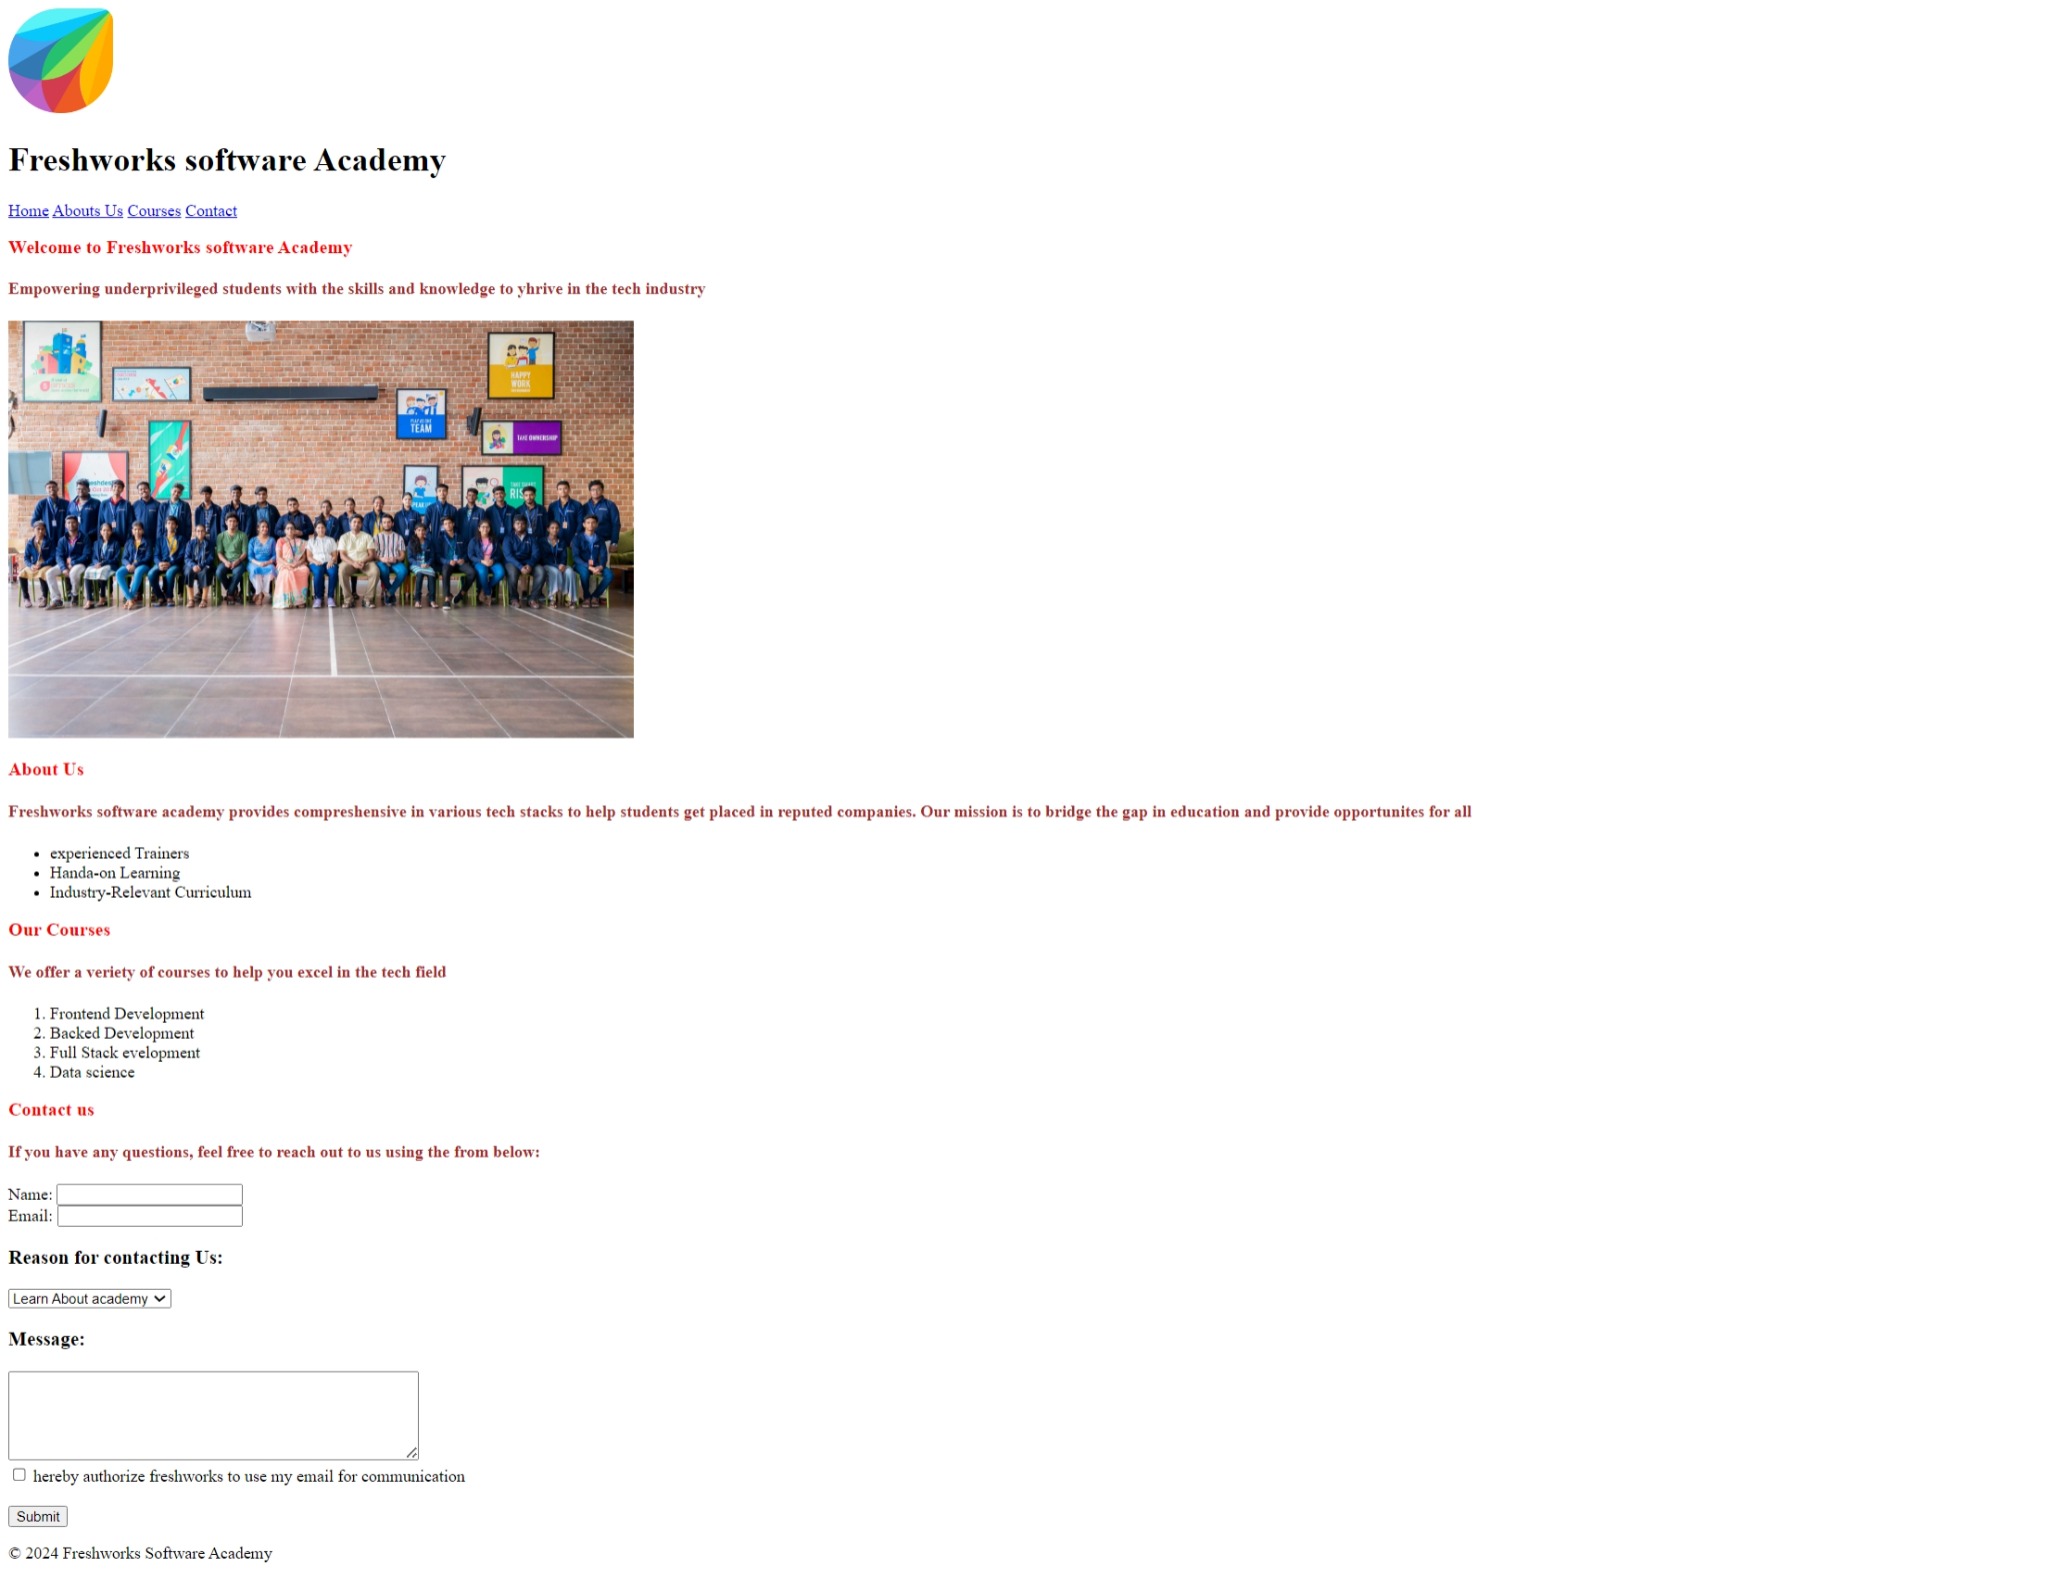 Freshworks software Academy
Home Abouts Us Courses Contact
Welcome to Freshworks software Academy
Empowering underprivileged students with the skills and knowledge to yhrive in the tech industry
HAPPY
WORK
TEAM
TAKE OWNERSHIP
About Us
Freshworks software academy provides compreshensive in various tech stacks to help students get placed in reputed companies. Our mission is to bridge the gap in education and provide opportunites for all
experienced Trainers
Handa-on Learning
Industry-Relevant Curriculum
Our Courses
We offer a veriety of courses to help you excel in the tech field
1. Frontend Development
2. Backed Development
3. Full Stack evelopment
4. Data science
Contact us
If you have any questions, feel free to reach out to us using the from below:
Name:
Email:
Reason for contacting Us:
Learn About academy
Message:
hereby authorize freshworks to use my email for communication
Submit
© 2024 Freshworks Software Academy